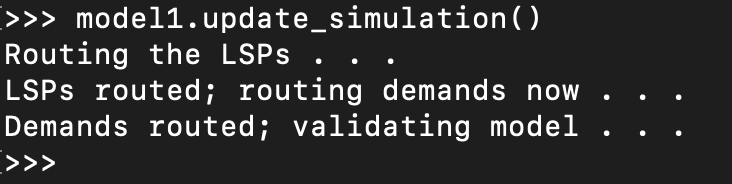 >>> model1.update_simulation()
Routing the LSPs . . .
LSPs routed; routing demands now . . .
Demands routed; validating model . . .
>>>